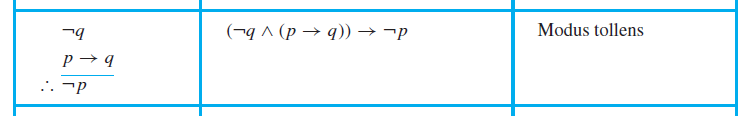 ¬q
p → q
∴ ¬p
(¬q ∧ (p → q)) → ¬p
Modus tollens